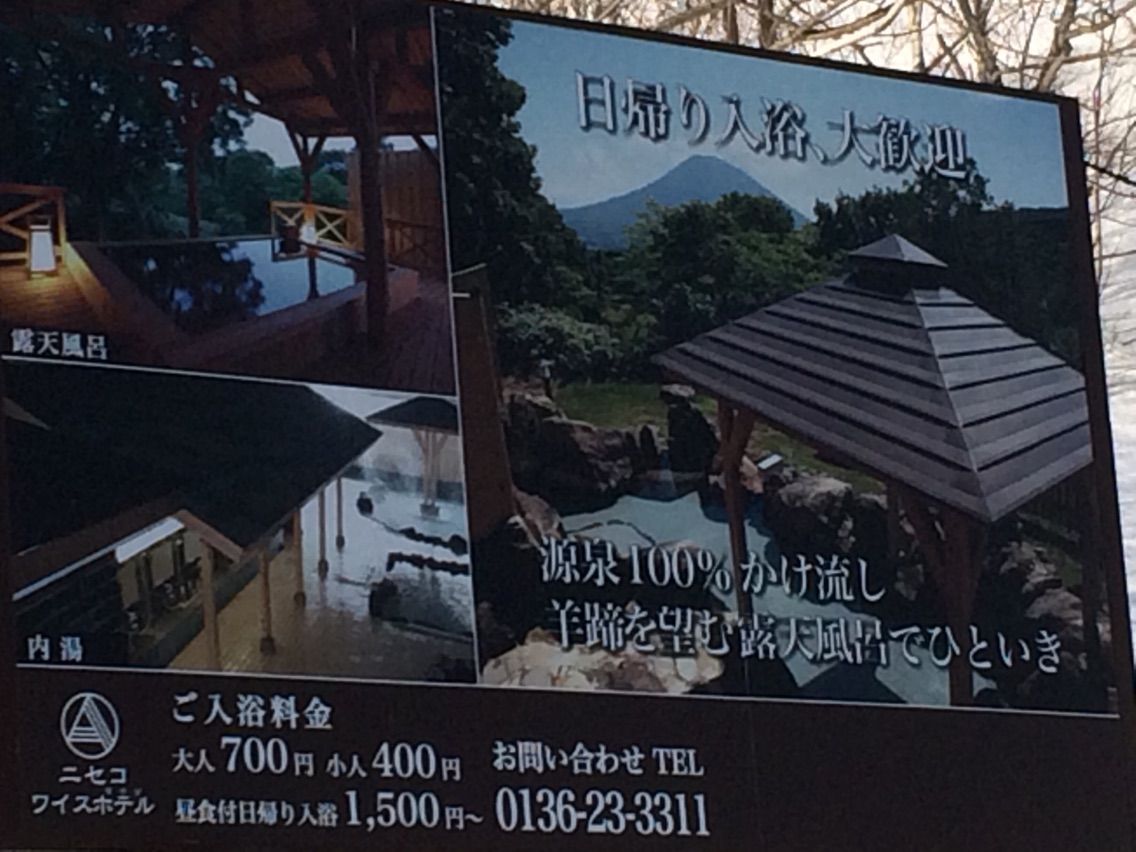 日帰り入浴、大歓迎
露天風呂
源泉100%かけ流し
羊蹄を望む露天風呂でひといき
内湯
ニセコ
ワイスホテル
ご入浴料金
大人700円 小人400円
昼食付日帰り入浴1,500円～
お問い合わせ TEL
0136-23-3311